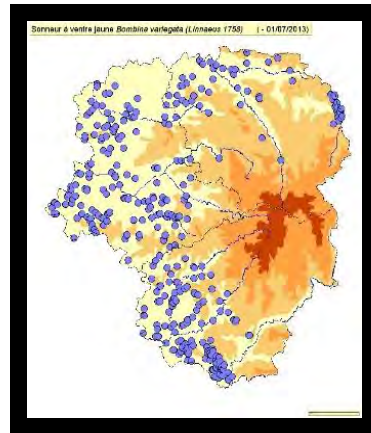 Sonneur à ventre jaune Bombina variegata (Linnaeus 1758) ( - 01/07/2013)